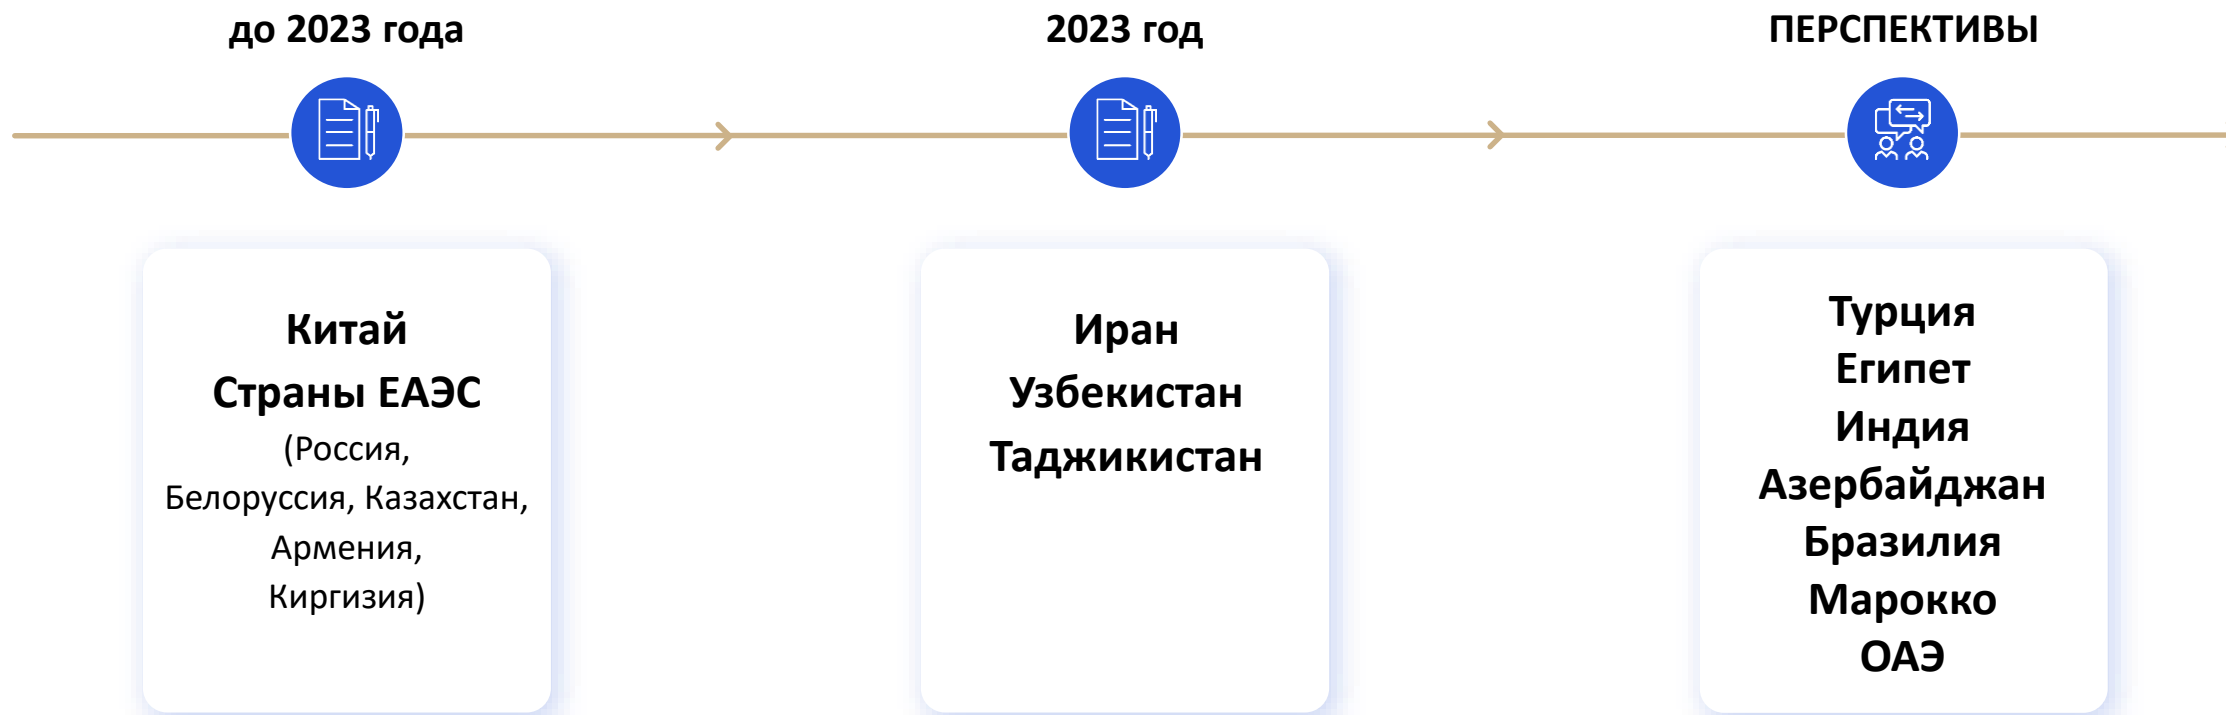 до 2023 года
2023 год
ПЕРСПЕКТИВЫ
Китай
Страны ЕАЭС
(Россия,
Белоруссия, Казахстан,
Армения,
Киргизия)
Иран
Узбекистан
Таджикистан
Турция
Египет
Индия
Азербайджан
Бразилия
Марокко
ОАЭ